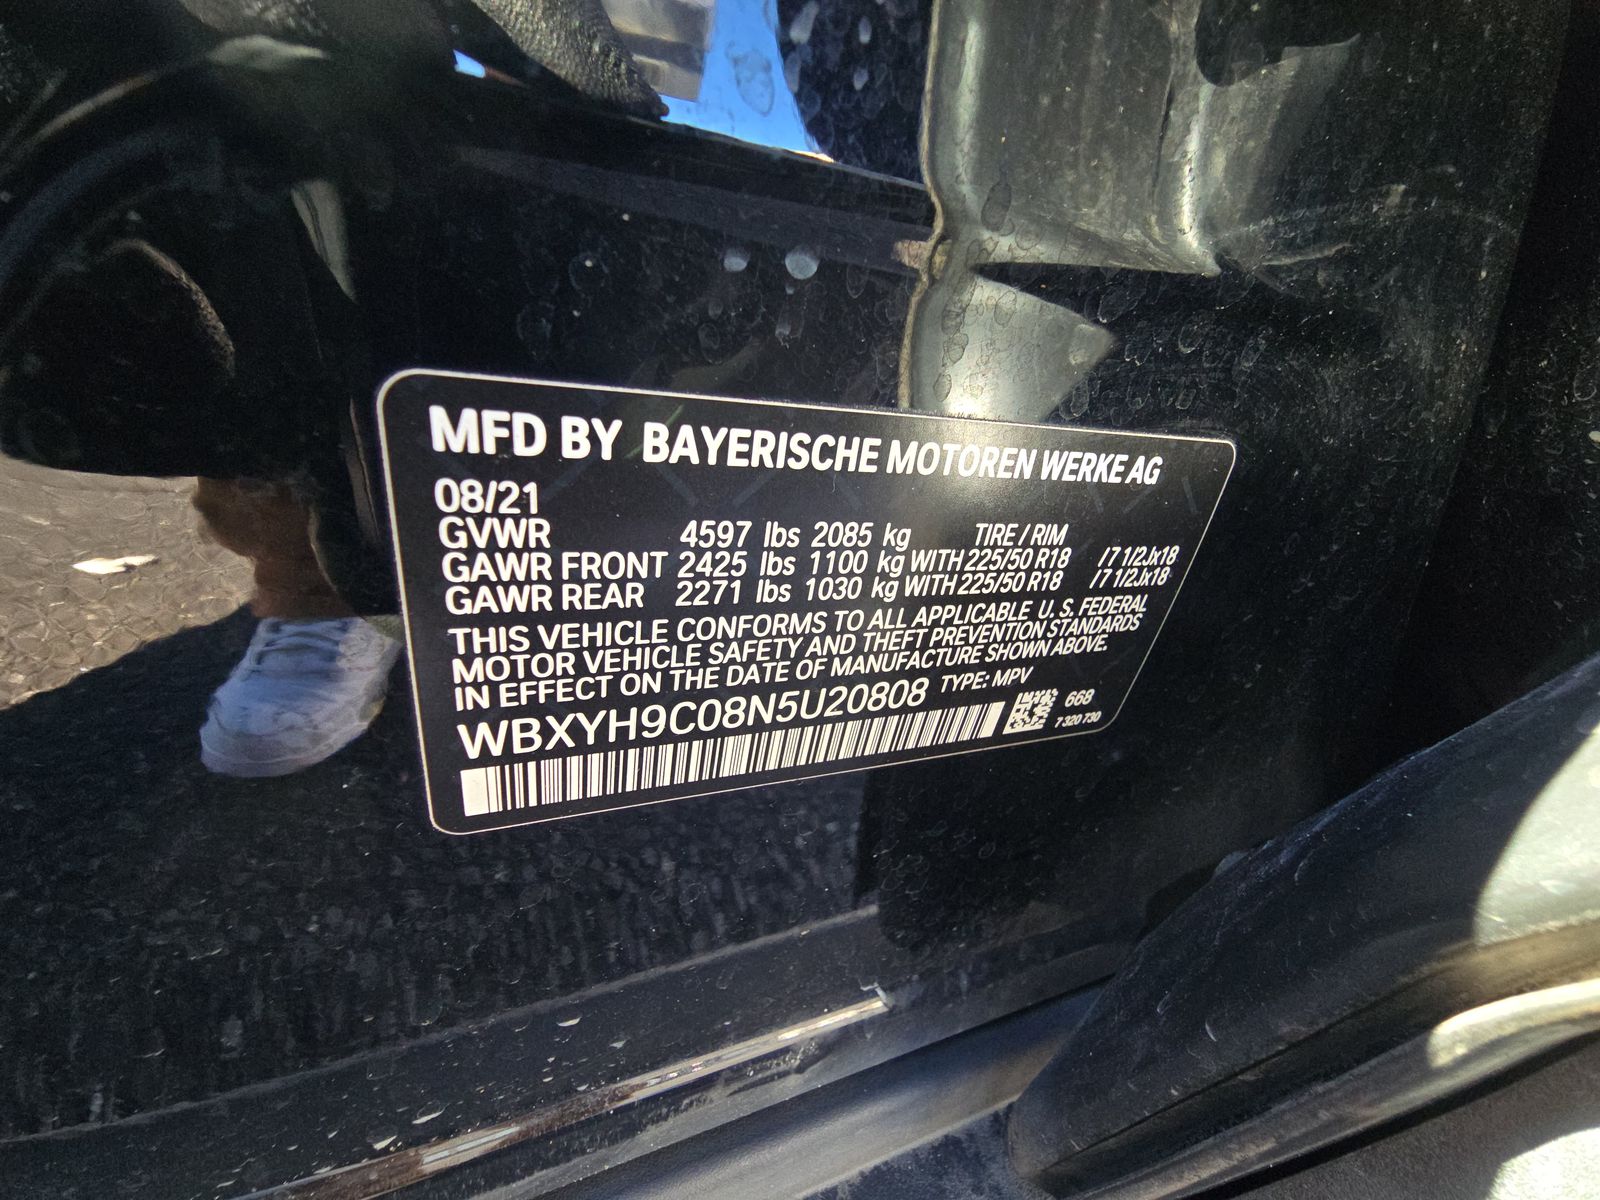 MFD BY BAYERISCHE MOTOREN WERKE AG
08/21
GVWR 4597 lbs 2085 kg TIRE / RIM
GAWR FRONT 2425 lbs 1100 kg WITH 225/50 R18 /7 1/2Jx18
GAWR REAR 2271 lbs 1030 kg WITH 225/50 R18 /7 1/2Jx18
THIS VEHICLE CONFORMS TO ALL APPLICABLE U. S. FEDERAL
MOTOR VEHICLE SAFETY AND THEFT PREVENTION STANDARDS
IN EFFECT ON THE DATE OF MANUFACTURE SHOWN ABOVE.
WBXYH9C08N5U20808 TYPE: MPV
668
7 320 730